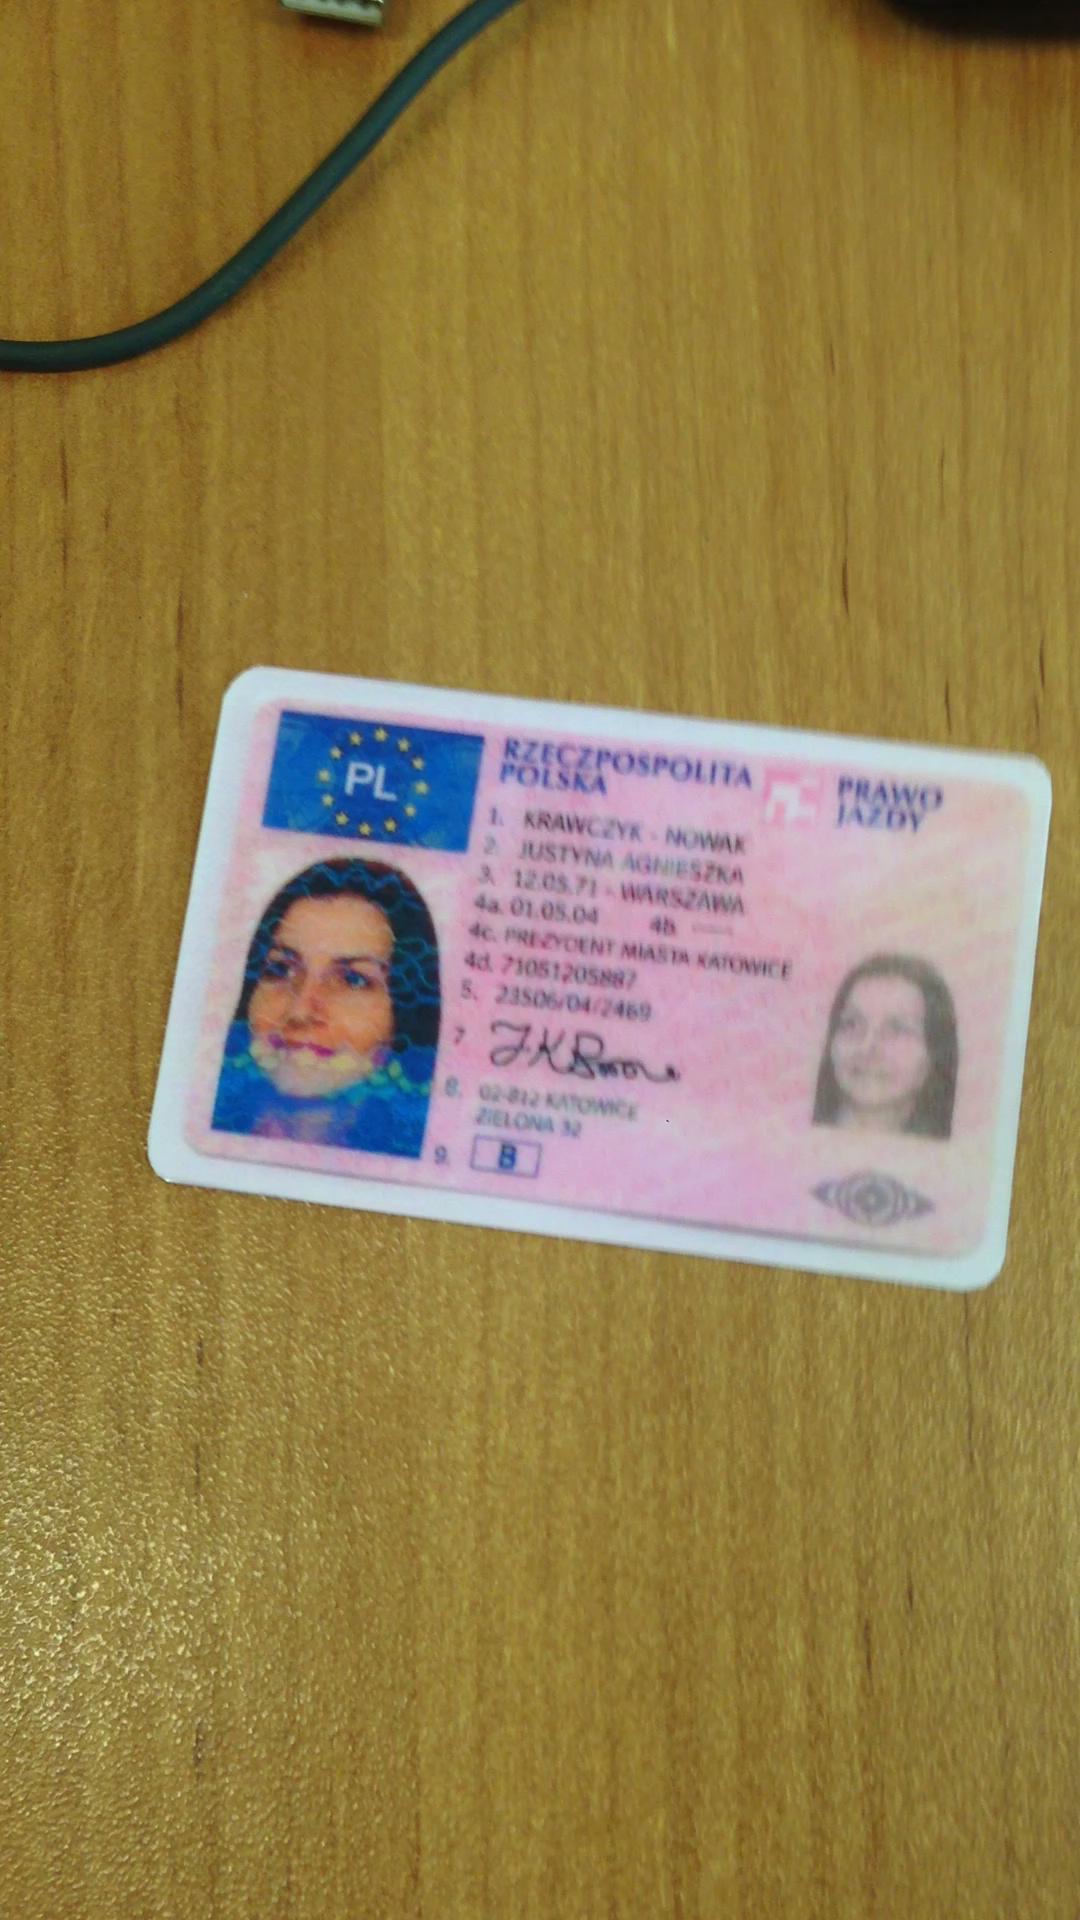 PL
RZECZPOSPOLITA POLSKA
PRAWO JAZDY
1. KRAWCZYK - NOWAK
2. JUSTYNA AGNIESZKA
3. 12.05.71 - WARSZAWA
4a. 01.05.04 4b
4c. PREZYDENT MIASTA KATOWICE
4d. 71051205887
5. 23506/04/2469
7
8. 02-812 KATOWICE
ZIELONA 32
9. B